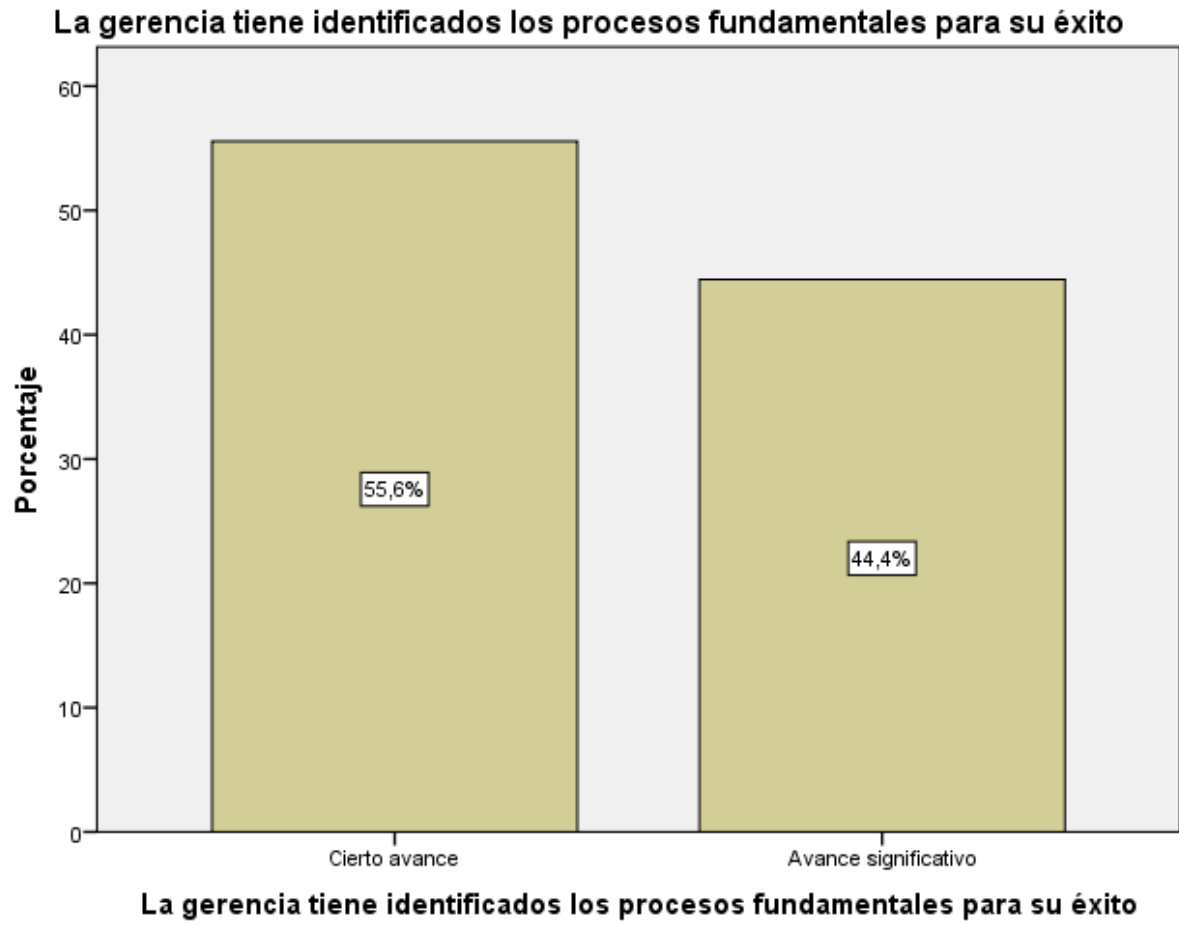 La gerencia tiene identificados los procesos fundamentales para su éxito
Porcentaje
60
50
40
30
20
10
0
55,6%
44,4%
Cierto avance
Avance significativo
La gerencia tiene identificados los procesos fundamentales para su éxito